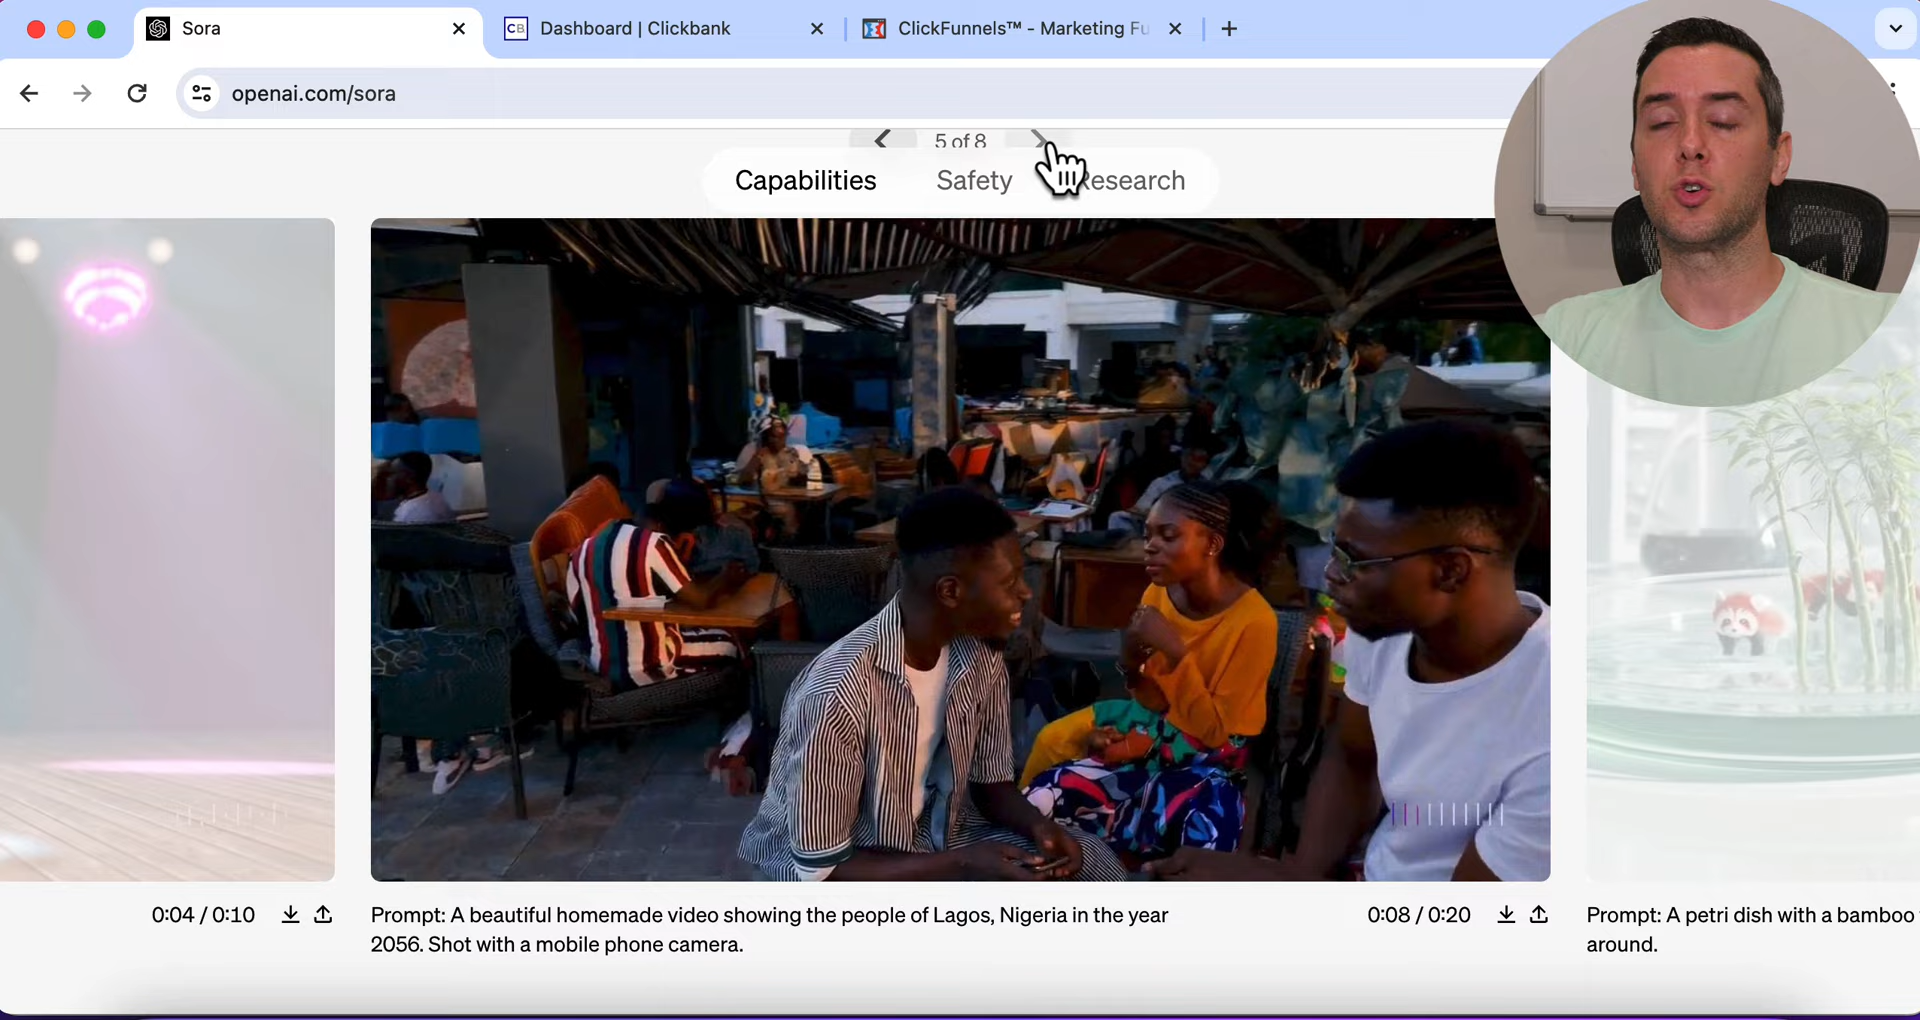 Sora
Dashboard | Clickbank
ClickFunnels™ - Marketing Fu
openai.com/sora
5 of 8
Capabilities
Safety
Research
0:04 / 0:10
Prompt: A beautiful homemade video showing the people of Lagos, Nigeria in the year
2056. Shot with a mobile phone camera.
0:08 / 0:20
Prompt: A petri dish with a bamboo
around.